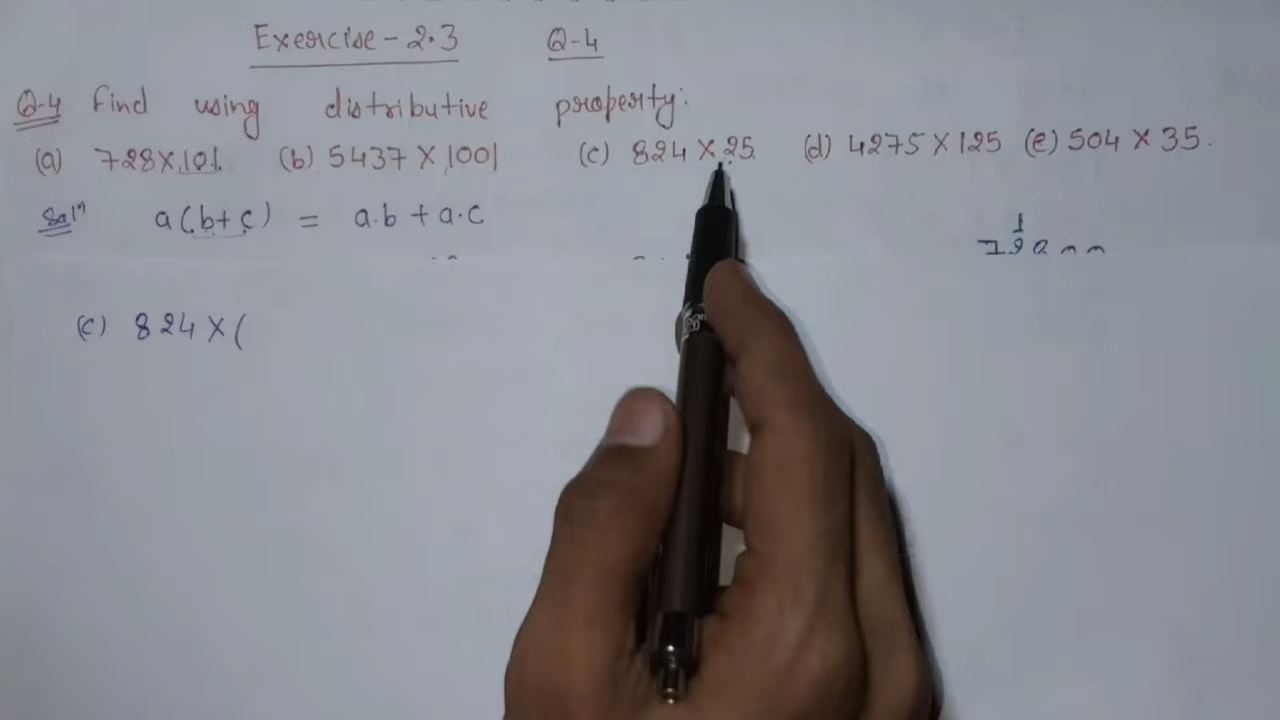 Exercise - 2.3 Q-4
Q-4 Find using distributive property:
(a) 728×101. (b) 5437×1001 (c) 824×25. (d) 4275×125 (e) 504×35.
Solⁿ a(b+c) = a.b + a.c
(c) 824×(